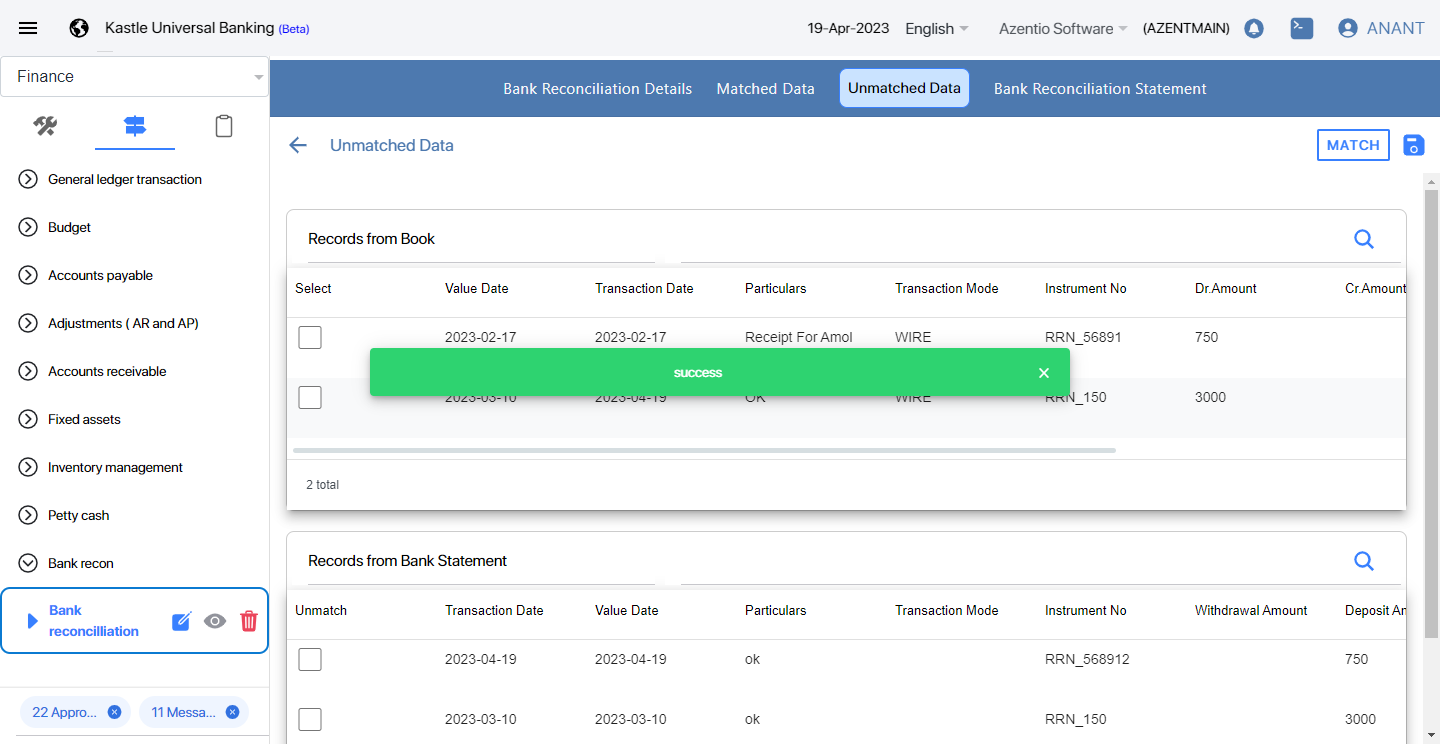 Kastle Universal Banking (Beta)
19-Apr-2023 English Azentio Software (AZENTMAIN) ANANT
Finance
Bank Reconciliation Details Matched Data Unmatched Data Bank Reconciliation Statement
Unmatched Data
MATCH
General ledger transaction
Budget
Accounts payable
Adjustments ( AR and AP)
Accounts receivable
Fixed assets
Inventory management
Petty cash
Bank recon
Bank
reconcilliation
22 Appro... 11 Messa...
Records from Book
Select Value Date Transaction Date Particulars Transaction Mode Instrument No Dr.Amount Cr.Amount
2023-02-17 2023-02-17 Receipt For Amol WIRE RRN_56891 750
success
2023-03-10 2023-04-19 OK WIRE RRN_150 3000
2 total
Records from Bank Statement
Unmatch Transaction Date Value Date Particulars Transaction Mode Instrument No Withdrawal Amount Deposit Am
2023-04-19 2023-04-19 ok RRN_568912 750
2023-03-10 2023-03-10 ok RRN_150 3000